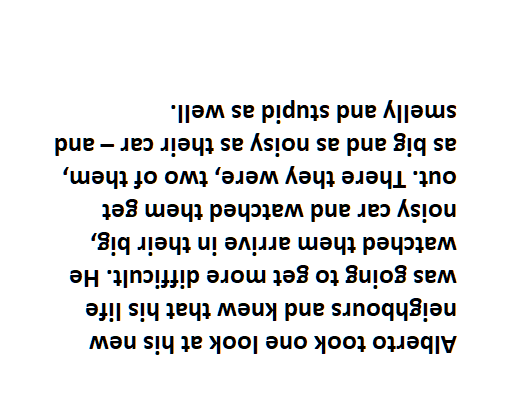 Alberto took one look at his new
neighbours and knew that his life
was going to get more difficult. He
watched them arrive in their big,
noisy car and watched them get
out. There they were, two of them,
as big and as noisy as their car – and
smelly and stupid as well.